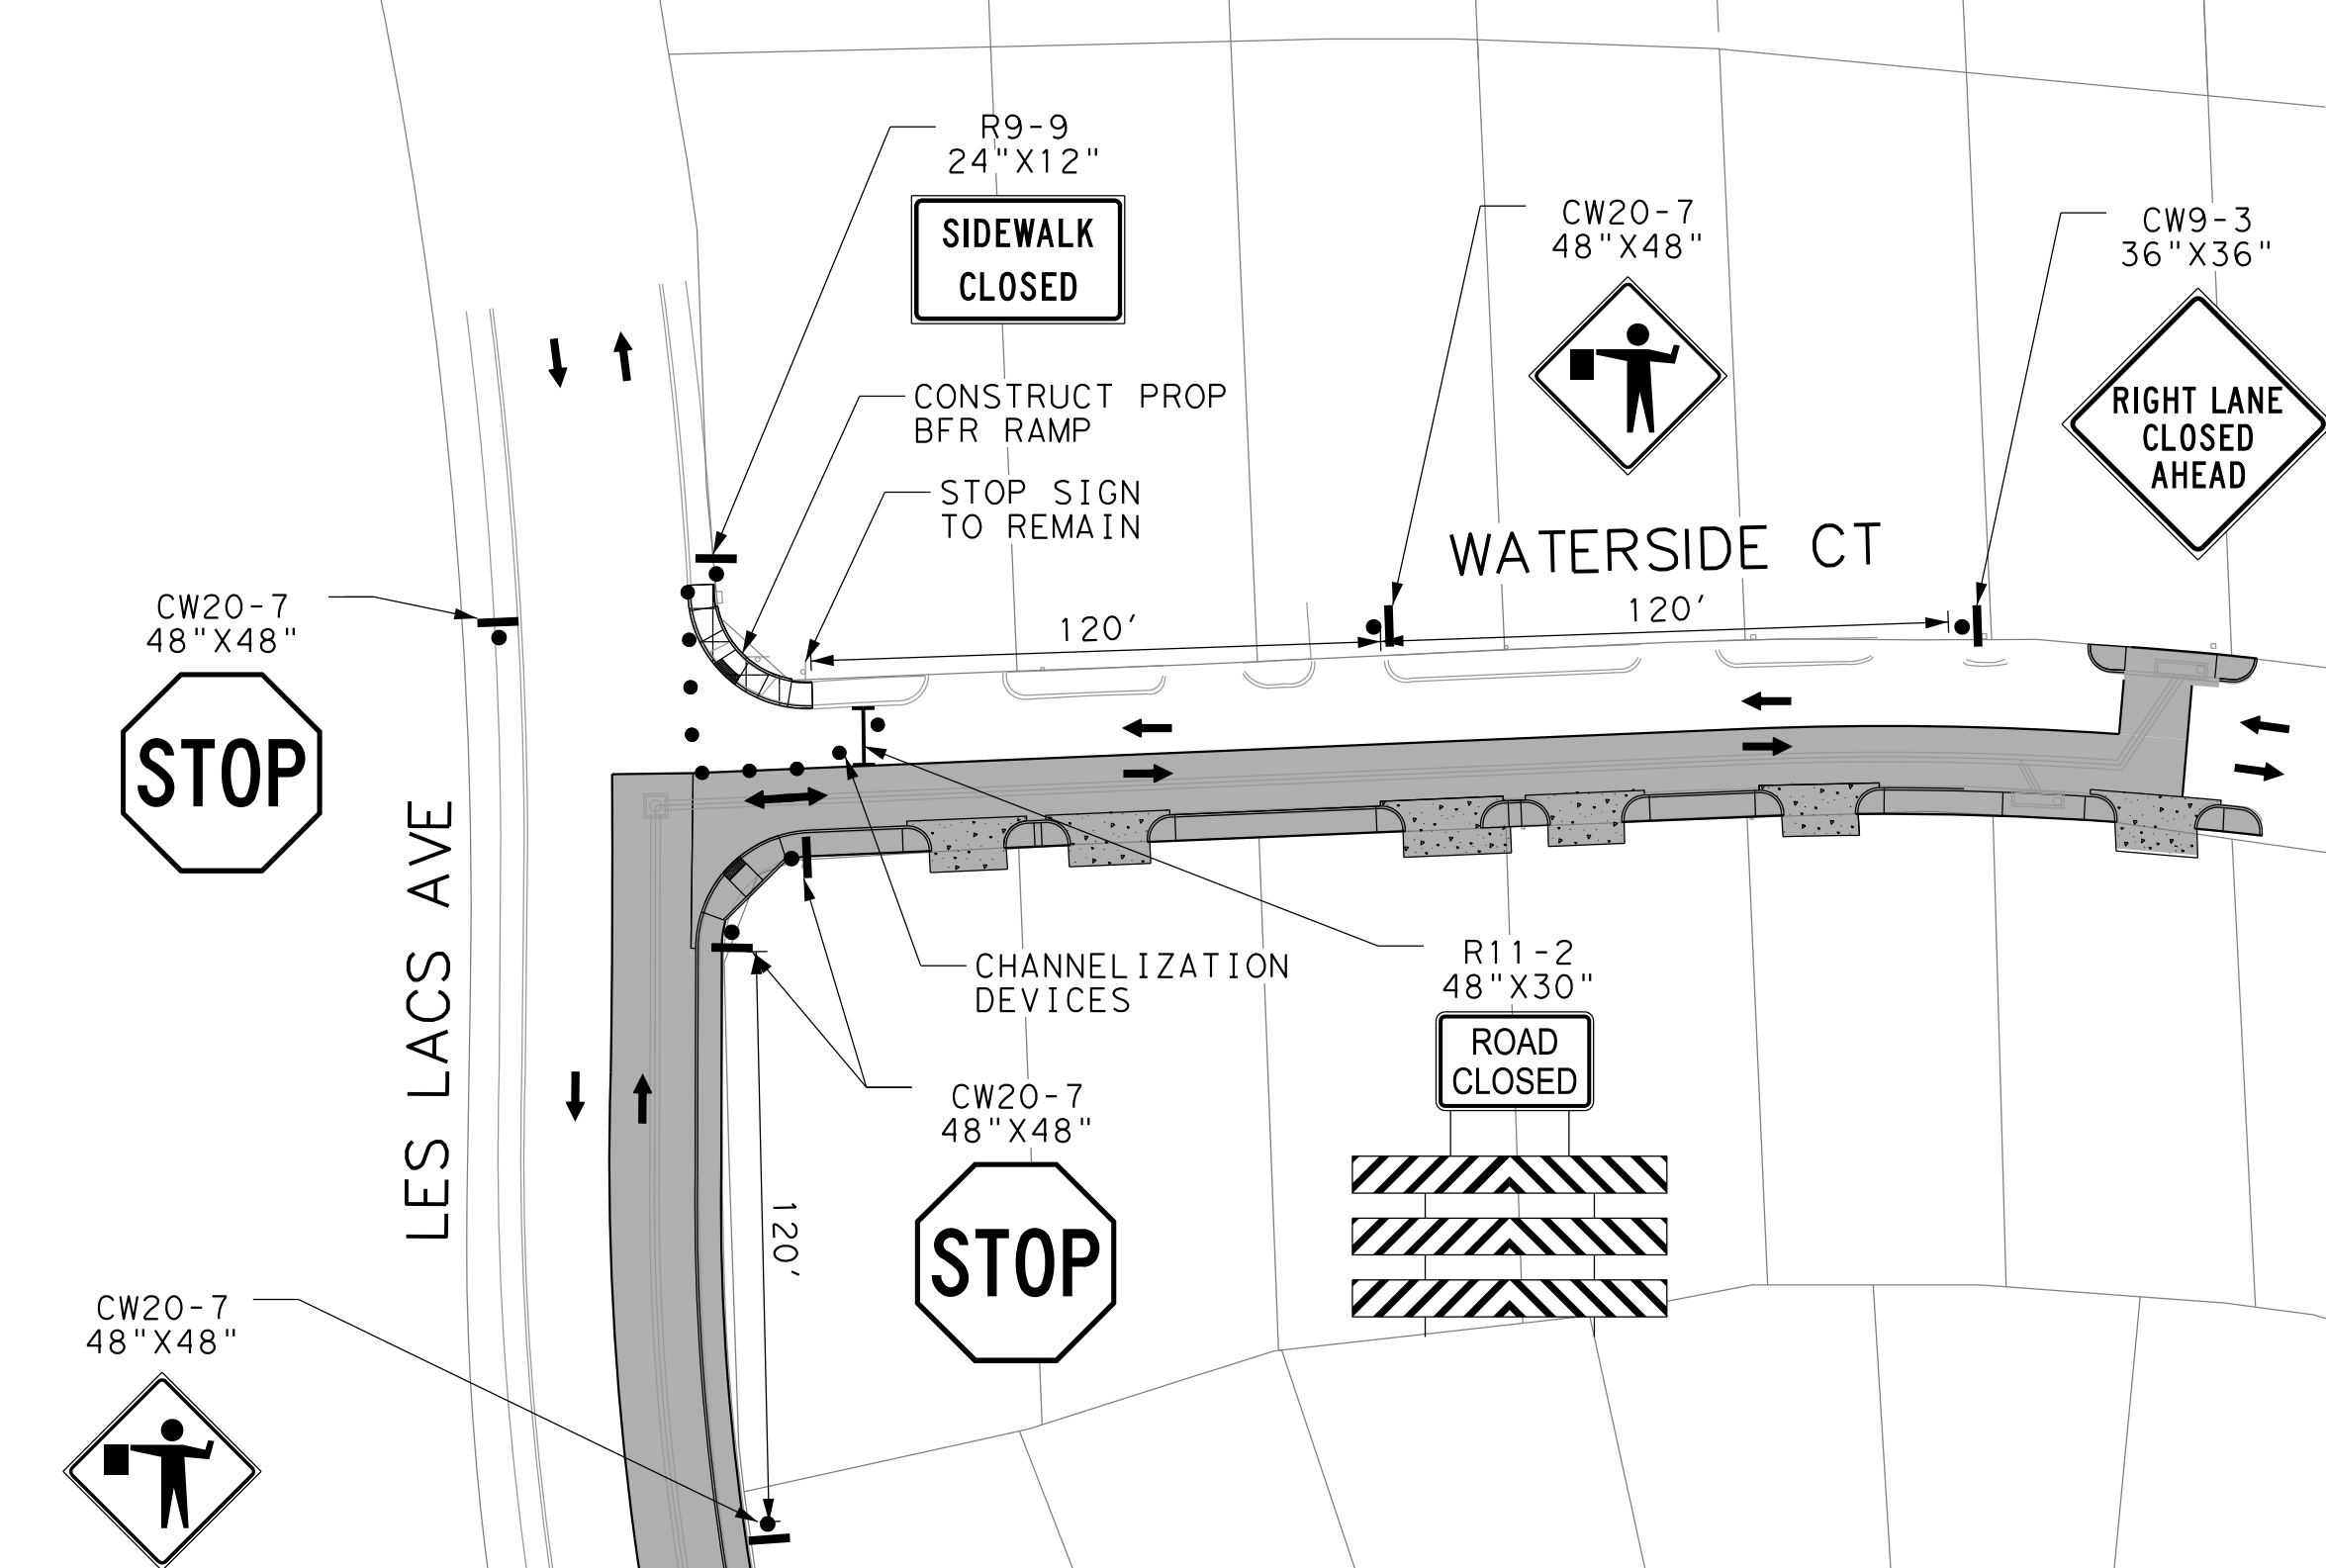 R9-9
24"X12"
SIDEWALK
CLOSED
CW20-7
48"X48"
CW9-3
36"X36"
RIGHT LANE
CLOSED
AHEAD
CONSTRUCT PROP
BFR RAMP
STOP SIGN
TO REMAIN
WATERSIDE CT
120'
120'
CW20-7
48"X48"
STOP
LES LACS AVE
CHANNELIZATION
DEVICES
R11-2
48"X30"
ROAD
CLOSED
CW20-7
48"X48"
STOP
120'
CW20-7
48"X48"